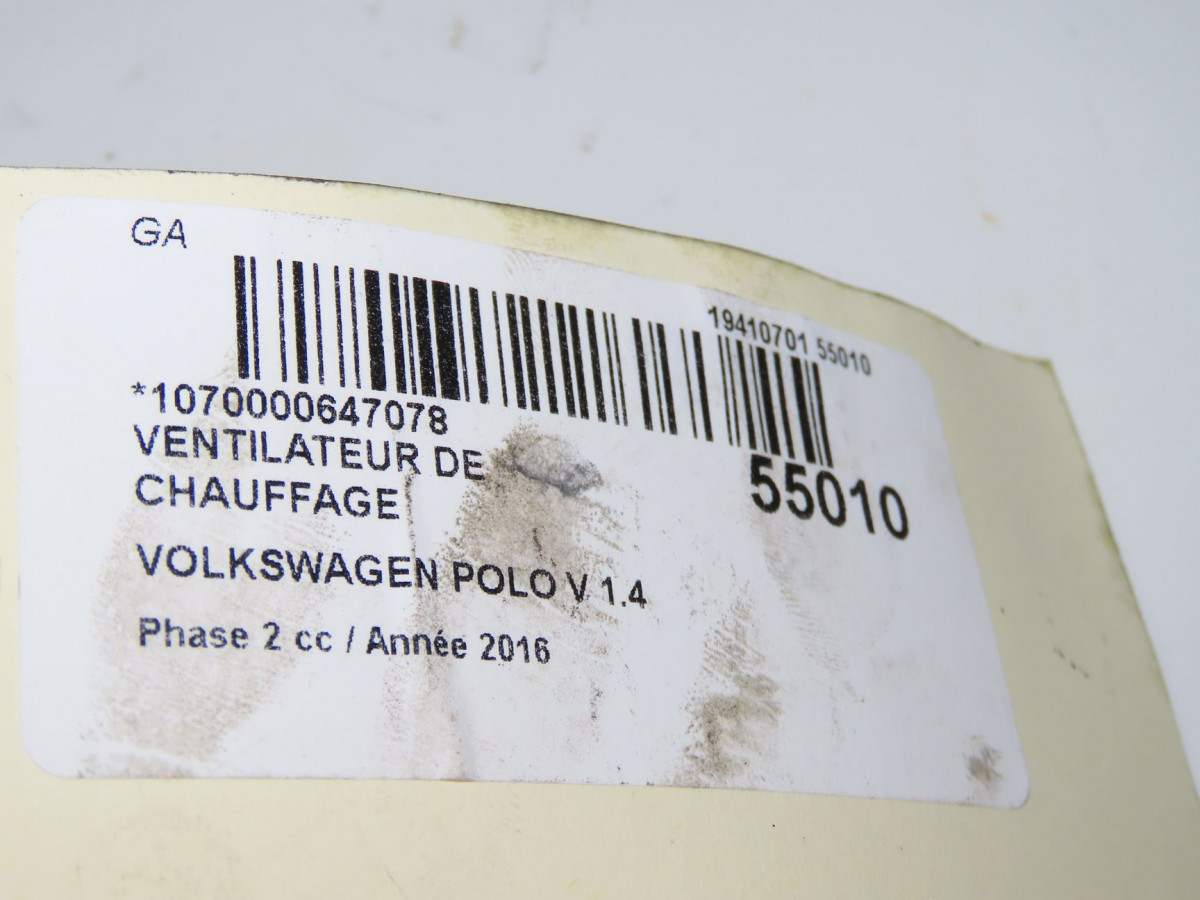 GA
19410701 55010
*1070000647078
55010
VENTILATEUR DE
CHAUFFAGE
VOLKSWAGEN POLO V 1.4
Phase 2 cc / Année 2016